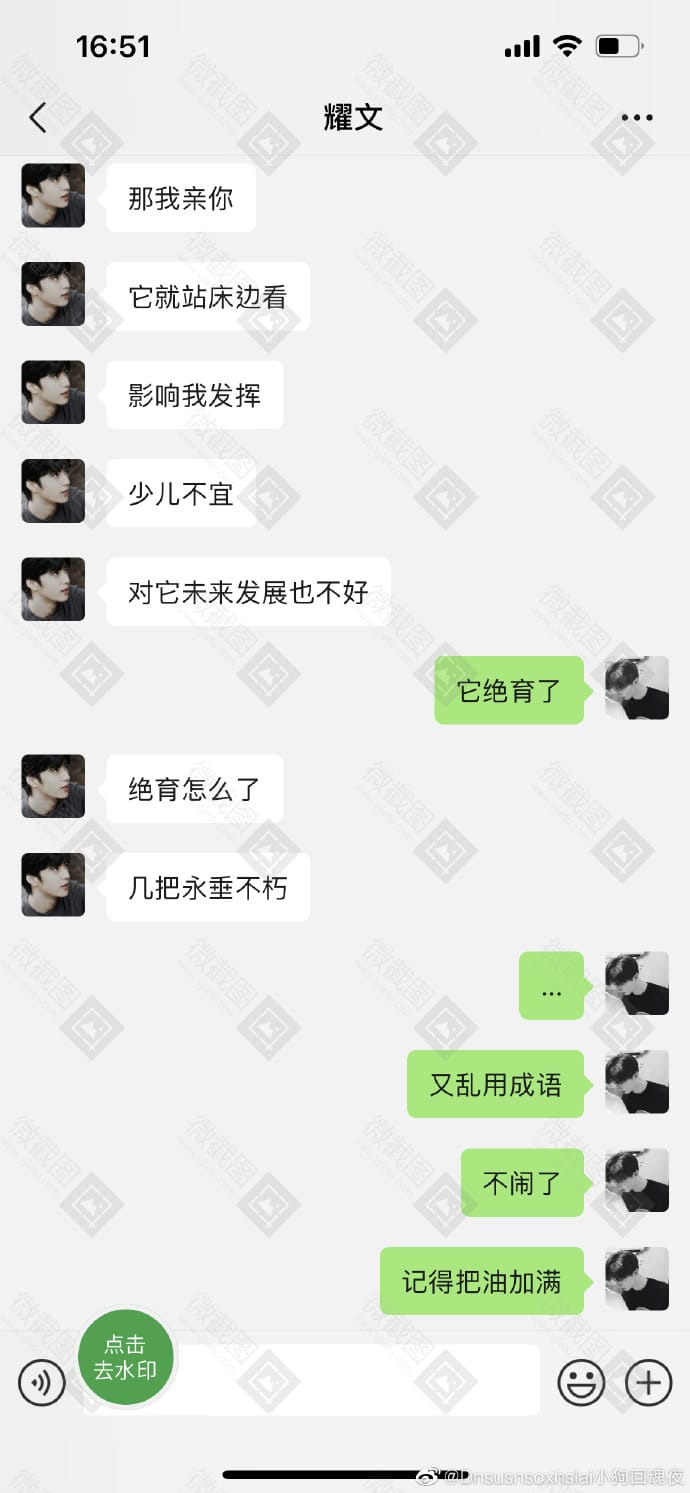 16:51
耀文
那我亲你
它就站床边看
影响我发挥
少儿不宜
对它未来发展也不好
它绝育了
绝育怎么了
几把永垂不朽
...
又乱用成语
不闹了
记得把油加满
点击
去水印
微截图
@Dnsusnsoxhslai小狗回魂夜